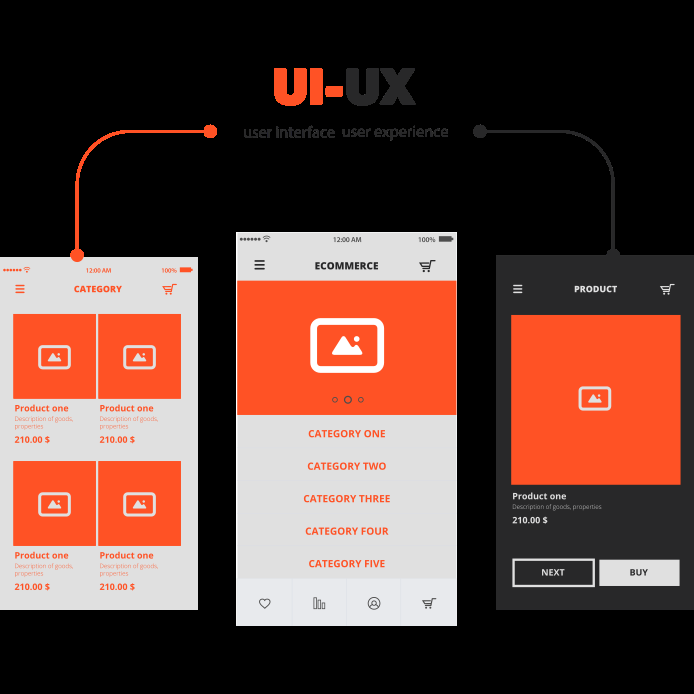 UI-UX
user interface user experience
12:00 AM 100%
CATEGORY
Product one Product one
Description of goods, Description of goods,
properties properties
210.00 $ 210.00 $
Product one Product one
Description of goods, Description of goods,
properties properties
210.00 $ 210.00 $
12:00 AM 100%
ECOMMERCE
CATEGORY ONE
CATEGORY TWO
CATEGORY THREE
CATEGORY FOUR
CATEGORY FIVE
PRODUCT
Product one
Description of goods, properties
210.00 $
NEXT BUY